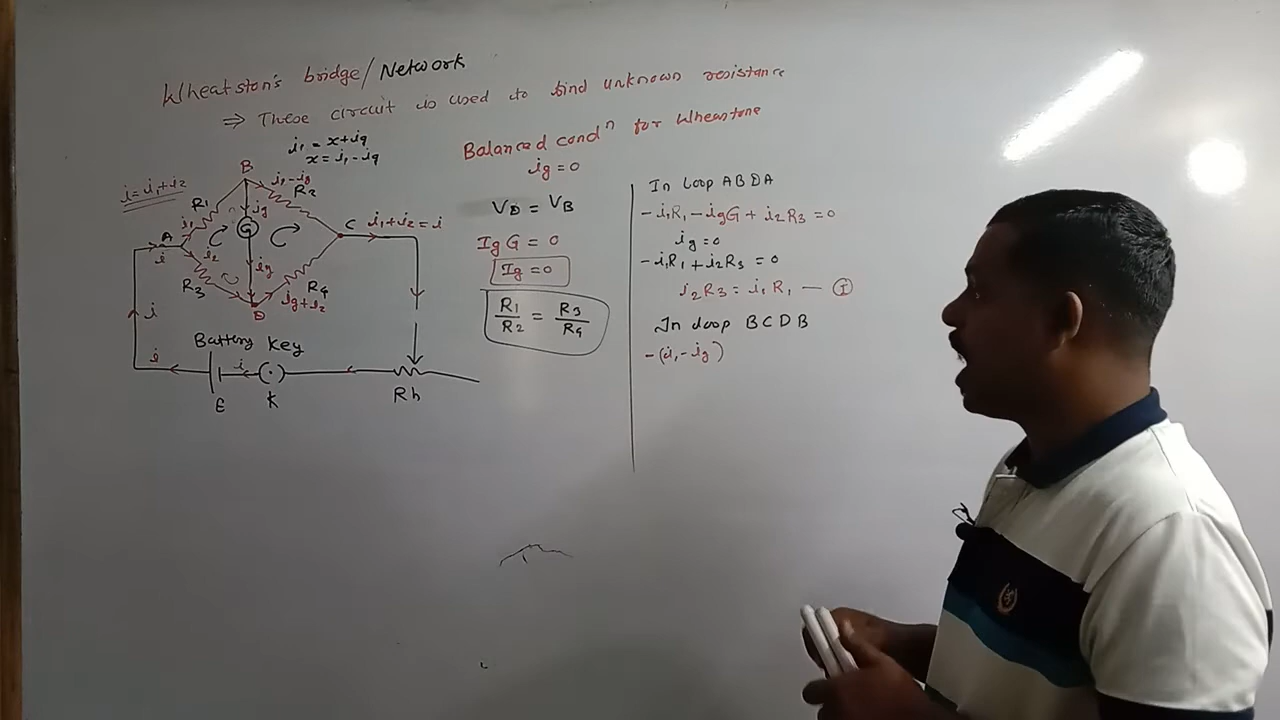 Wheatston's bridge/Network
⇒ These circuit is used to find unknown resistance
i₁ = x+ig
x = i₁-ig
Balanced condⁿ for Wheastone
ig=0
i=i₁+i₂
B
i₁-ig
R₁
R₂
i₁
ig
G
A
i
i₂
C
i₁+i₂=i
R₃
ig
R₄
ig+i₂
D
i
Battery
Key
i
i
E
K
Rh
V_D = V_B
IgG = 0
Ig=0
R₁/R₂ = R₃/R₄
In loop ABDA
-i₁R₁-igG+i₂R₃=0
ig=0
-i₁R₁+i₂R₃=0
i₂R₃=i₁R₁ — Ⓘ
In loop BCDB
-(i₁-ig)